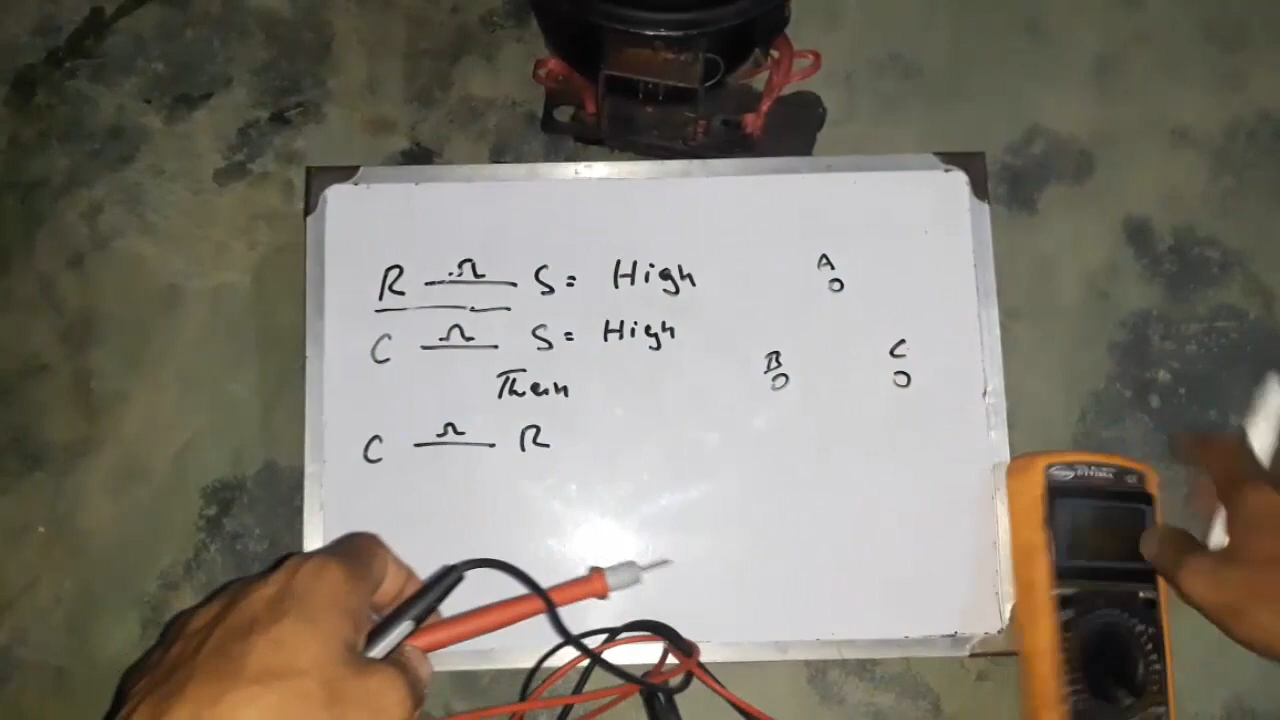 R Ω S = High
C Ω S = High
Then
C Ω R
A
O
B
O
C
O